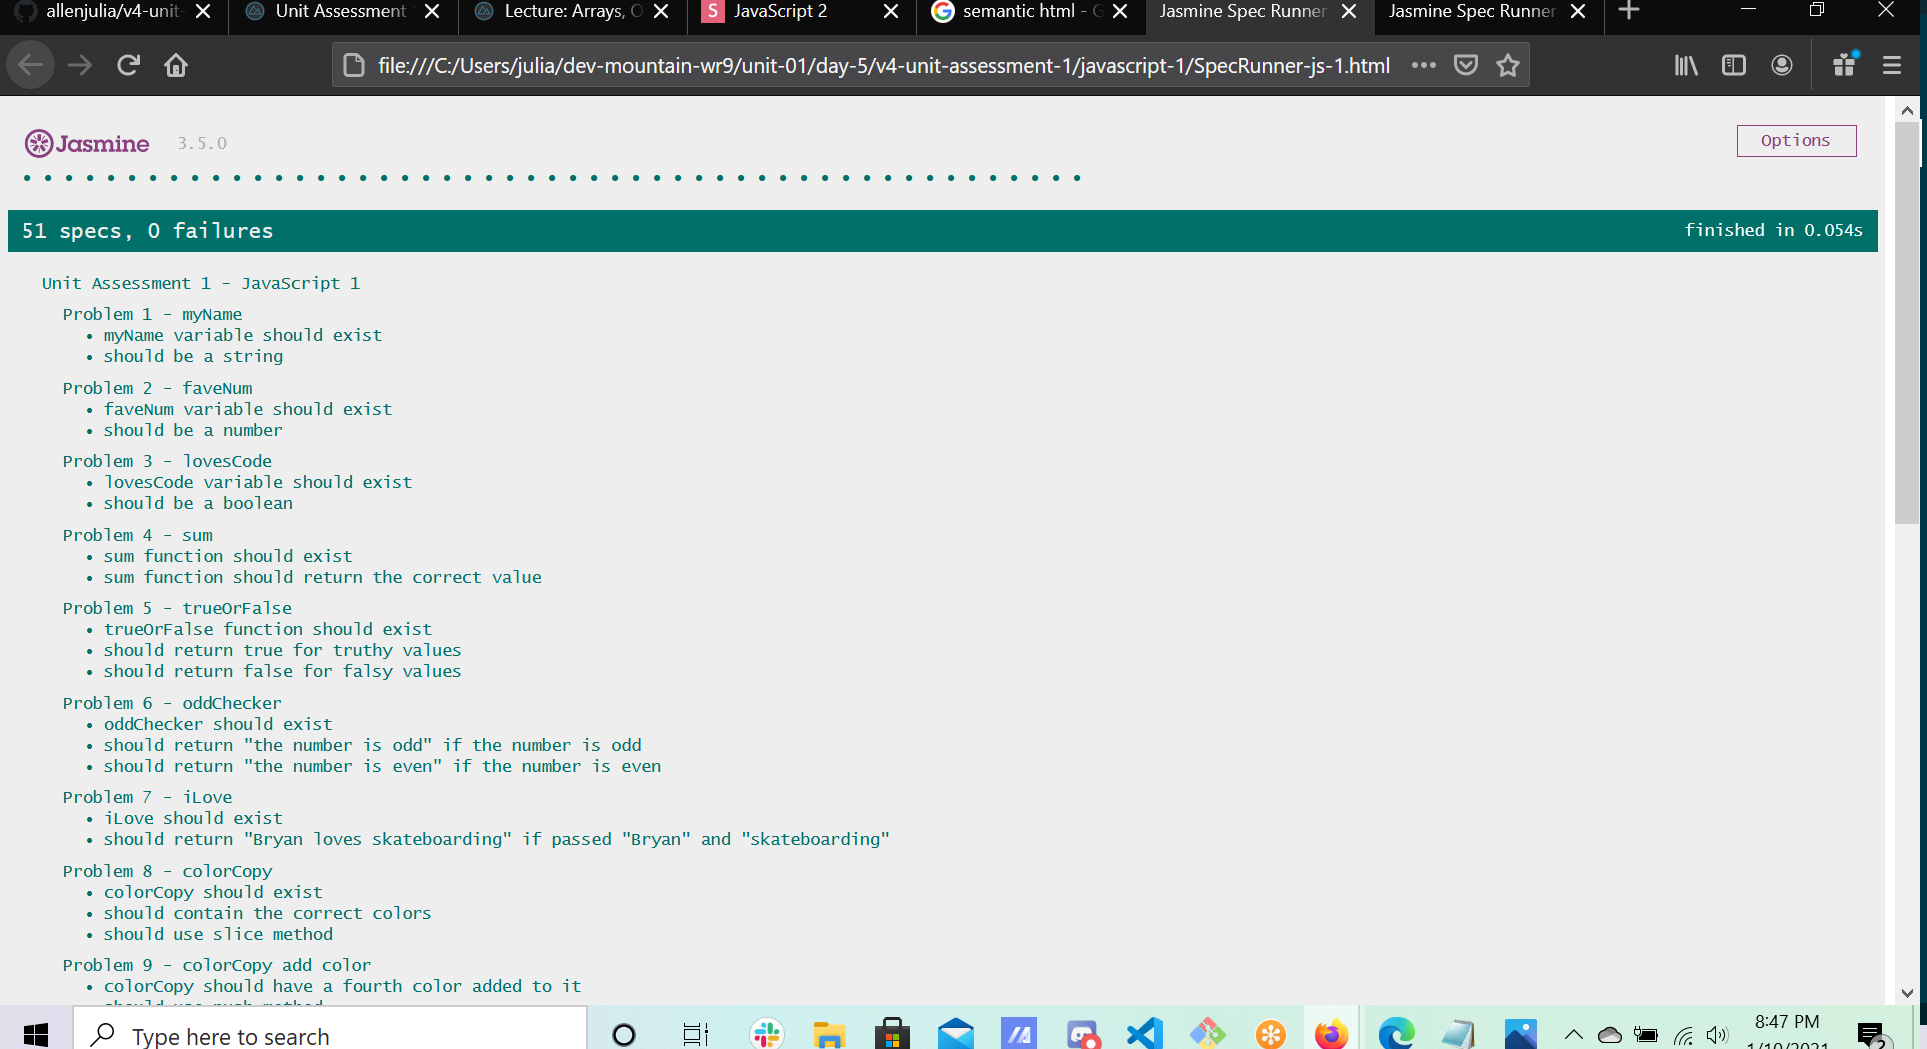 allenjulia/v4-unit-
Unit Assessment
Lecture: Arrays, O
S JavaScript 2
semantic html - G
Jasmine Spec Runner
Jasmine Spec Runner
file:///C:/Users/julia/dev-mountain-wr9/unit-01/day-5/v4-unit-assessment-1/javascript-1/SpecRunner-js-1.html
Jasmine 3.5.0
Options
51 specs, 0 failures
finished in 0.054s
Unit Assessment 1 - JavaScript 1
Problem 1 - myName
• myName variable should exist
• should be a string
Problem 2 - faveNum
• faveNum variable should exist
• should be a number
Problem 3 - lovesCode
• lovesCode variable should exist
• should be a boolean
Problem 4 - sum
• sum function should exist
• sum function should return the correct value
Problem 5 - trueOrFalse
• trueOrFalse function should exist
• should return true for truthy values
• should return false for falsy values
Problem 6 - oddChecker
• oddChecker should exist
• should return "the number is odd" if the number is odd
• should return "the number is even" if the number is even
Problem 7 - iLove
• iLove should exist
• should return "Bryan loves skateboarding" if passed "Bryan" and "skateboarding"
Problem 8 - colorCopy
• colorCopy should exist
• should contain the correct colors
• should use slice method
Problem 9 - colorCopy add color
• colorCopy should have a fourth color added to it
• should use push method
Type here to search
8:47 PM
1/10/2021
2